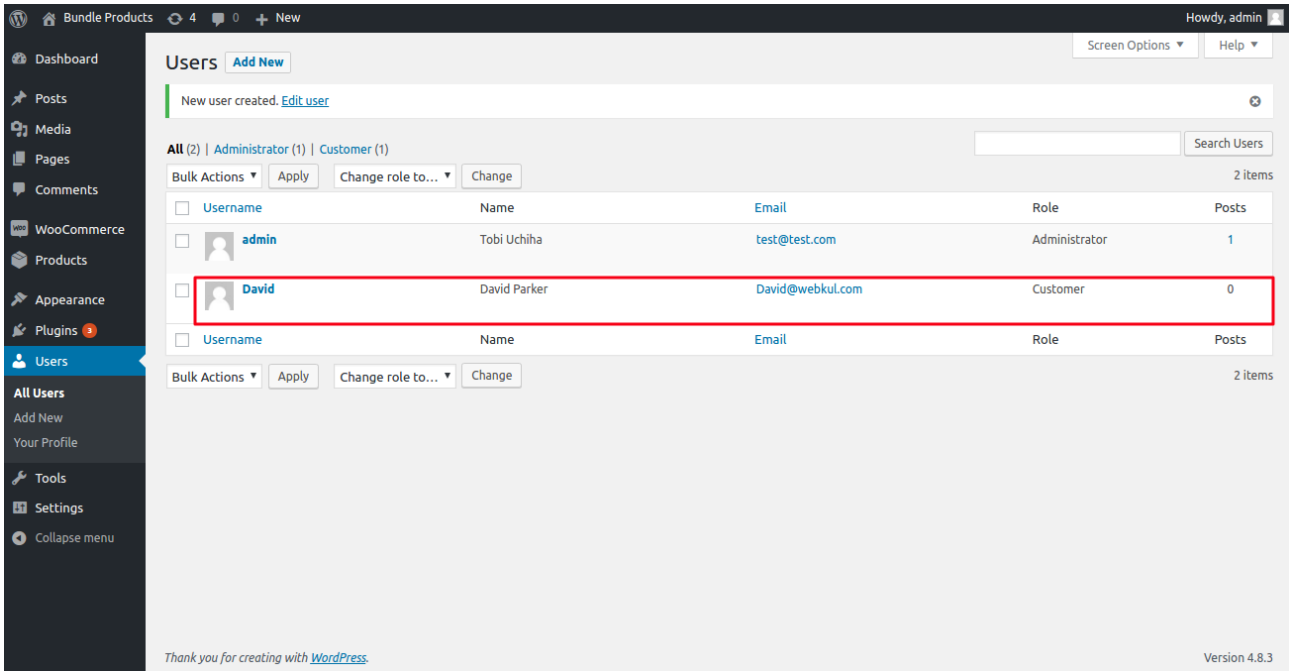 Bundle Products 4 0 New Howdy, admin
Screen Options Help
Dashboard
Posts
Media
Pages
Comments
WooCommerce
Products
Appearance
Plugins 3
Users
All Users
Add New
Your Profile
Tools
Settings
Collapse menu
Users Add New
New user created. Edit user
All (2) | Administrator (1) | Customer (1)
Search Users
Bulk Actions Apply Change role to... Change 2 items
Username Name Email Role Posts
admin Tobi Uchiha test@test.com Administrator 1
David David Parker David@webkul.com Customer 0
Username Name Email Role Posts
Bulk Actions Apply Change role to... Change 2 items
Thank you for creating with WordPress. Version 4.8.3